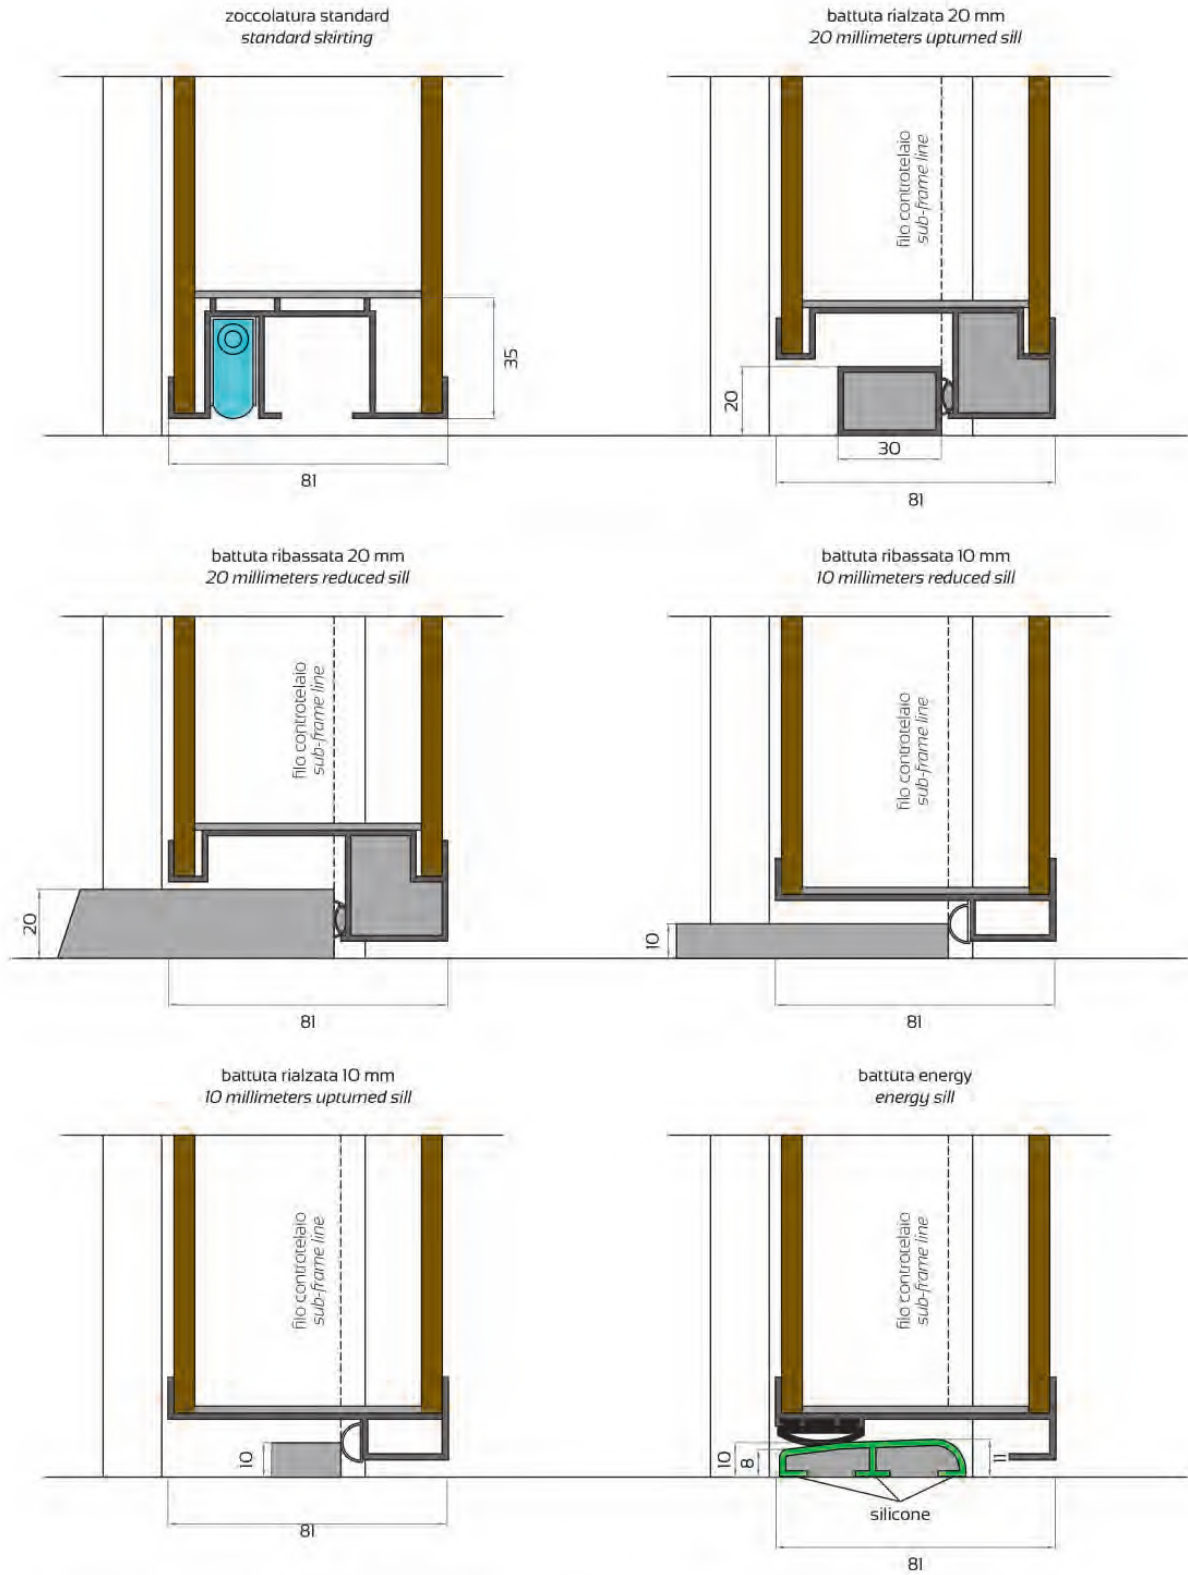 zoccolatura standard
standard skirting
35
81
battuta rialzata 20 mm
20 millimeters upturned sill
filo controtelaio
sub-frame line
20
30
81
battuta ribassata 20 mm
20 millimeters reduced sill
filo controtelaio
sub-frame line
20
81
battuta ribassata 10 mm
10 millimeters reduced sill
filo controtelaio
sub-frame line
10
81
battuta rialzata 10 mm
10 millimeters upturned sill
filo controtelaio
sub-frame line
10
81
battuta energy
energy sill
filo controtelaio
sub-frame line
10
8
11
silicone
81